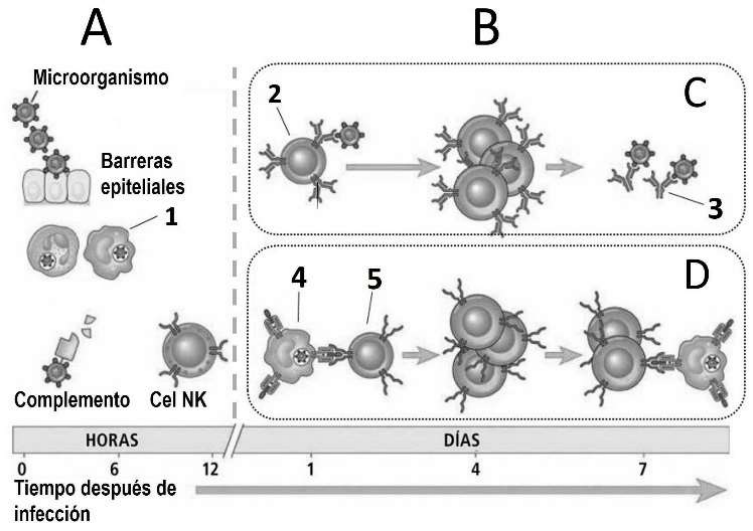 A
B
Microorganismo
Barreras
epiteliales
1
2
C
3
4
5
D
Complemento
Cel NK
HORAS
DÍAS
0
6
12
1
4
7
Tiempo después de
infección